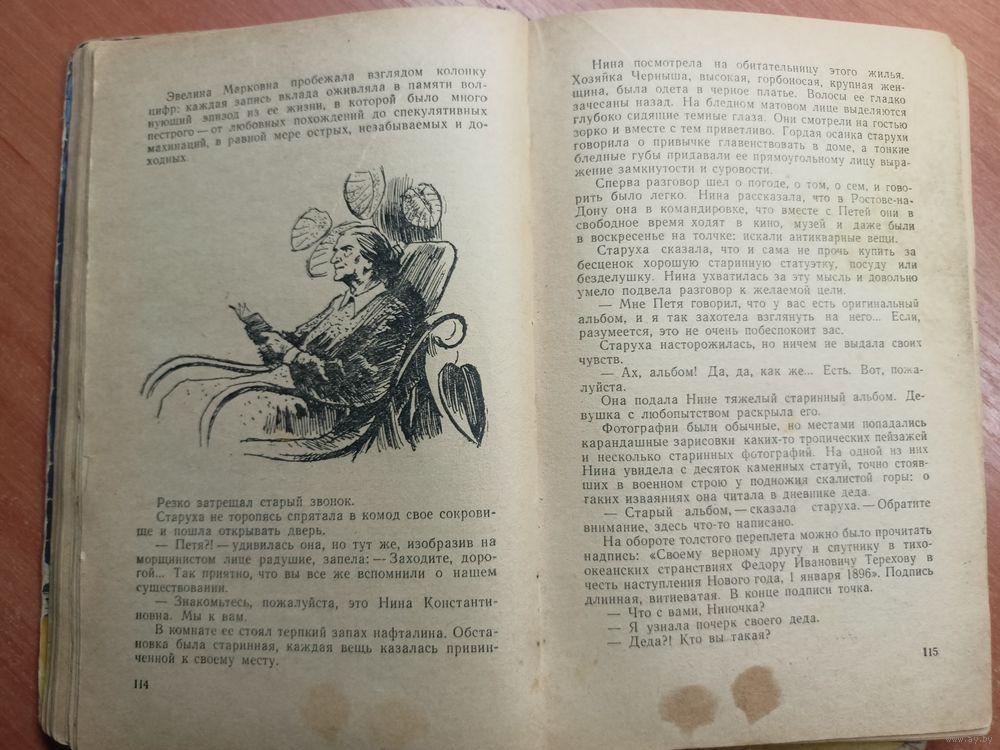 Эвелина Марковна пробежала взглядом колонку
цифр: каждая запись вклада оживляла в памяти вол-
нующий эпизод из ее жизни, в которой было много
пестрого — от любовных похождений до спекулятивных
махинаций, в равной мере острых, незабываемых и до-
ходных.
Резко затрещал старый звонок.
Старуха не торопясь спрятала в комод свое сокрови-
ще и пошла открывать дверь.
— Петя?! — удивилась она, но тут же, изобразив на
морщинистом лице радушие, запела: — Заходите, доро-
гой... Так приятно, что вы все же вспомнили о нашем
существовании.
— Знакомьтесь, пожалуйста, это Нина Константи-
новна. Мы к вам.
В комнате ее стоял терпкий запах нафталина. Обста-
новка была старинная, каждая вещь казалась привин-
ченной к своему месту.
114
Нина посмотрела на обитательницу этого жилья.
Хозяйка Черныша, высокая, горбоносая, крупная жен-
щина, была одета в черное платье. Волосы ее гладко
зачесаны назад. На бледном матовом лице выделяются
глубоко сидящие темные глаза. Они смотрели на гостью
зорко и вместе с тем приветливо. Гордая осанка старухи
говорила о привычке главенствовать в доме, а тонкие
бледные губы придавали ее прямоугольному лицу выра-
жение замкнутости и суровости.
Сперва разговор шел о погоде, о том, о сем, и гово-
рить было легко. Нина рассказала, что в Ростове-на-
Дону она в командировке, что вместе с Петей они в
свободное время ходят в кино, музей и даже были
в воскресенье на толчке: искали антикварные вещи.
Старуха сказала, что и сама не прочь купить за
бесценок хорошую старинную статуэтку, посуду или
безделушку. Нина ухватилась за эту мысль и довольно
умело подвела разговор к желаемой цели.
— Мне Петя говорил, что у вас есть оригинальный
альбом, и я так захотела взглянуть на него... Если,
разумеется, это не очень побеспокоит вас.
Старуха насторожилась, но ничем не выдала своих
чувств.
— Ах, альбом! Да, да, как же... Есть. Вот, пожа-
луйста.
Она подала Нине тяжелый старинный альбом. Де-
вушка с любопытством раскрыла его.
Фотографии были обычные, но местами попадались
карандашные зарисовки каких-то тропических пейзажей
и несколько старинных фотографий. На одной из них
Нина увидела с десяток каменных статуй, точно стояв-
ших в военном строю у подножия скалистой горы: о
таких изваяниях она читала в дневнике деда.
— Старый альбом, — сказала старуха. — Обратите
внимание, здесь что-то написано.
На обороте толстого переплета можно было прочитать
надпись: «Своему верному другу и спутнику в тихо-
океанских странствиях Федору Ивановичу Терехову в
честь наступления Нового года, 1 января 1896». Подпись
длинная, витиеватая. В конце подписи точка.
— Что с вами, Ниночка?
— Я узнала почерк своего деда.
— Деда?! Кто вы такая?
115
www.ay.by